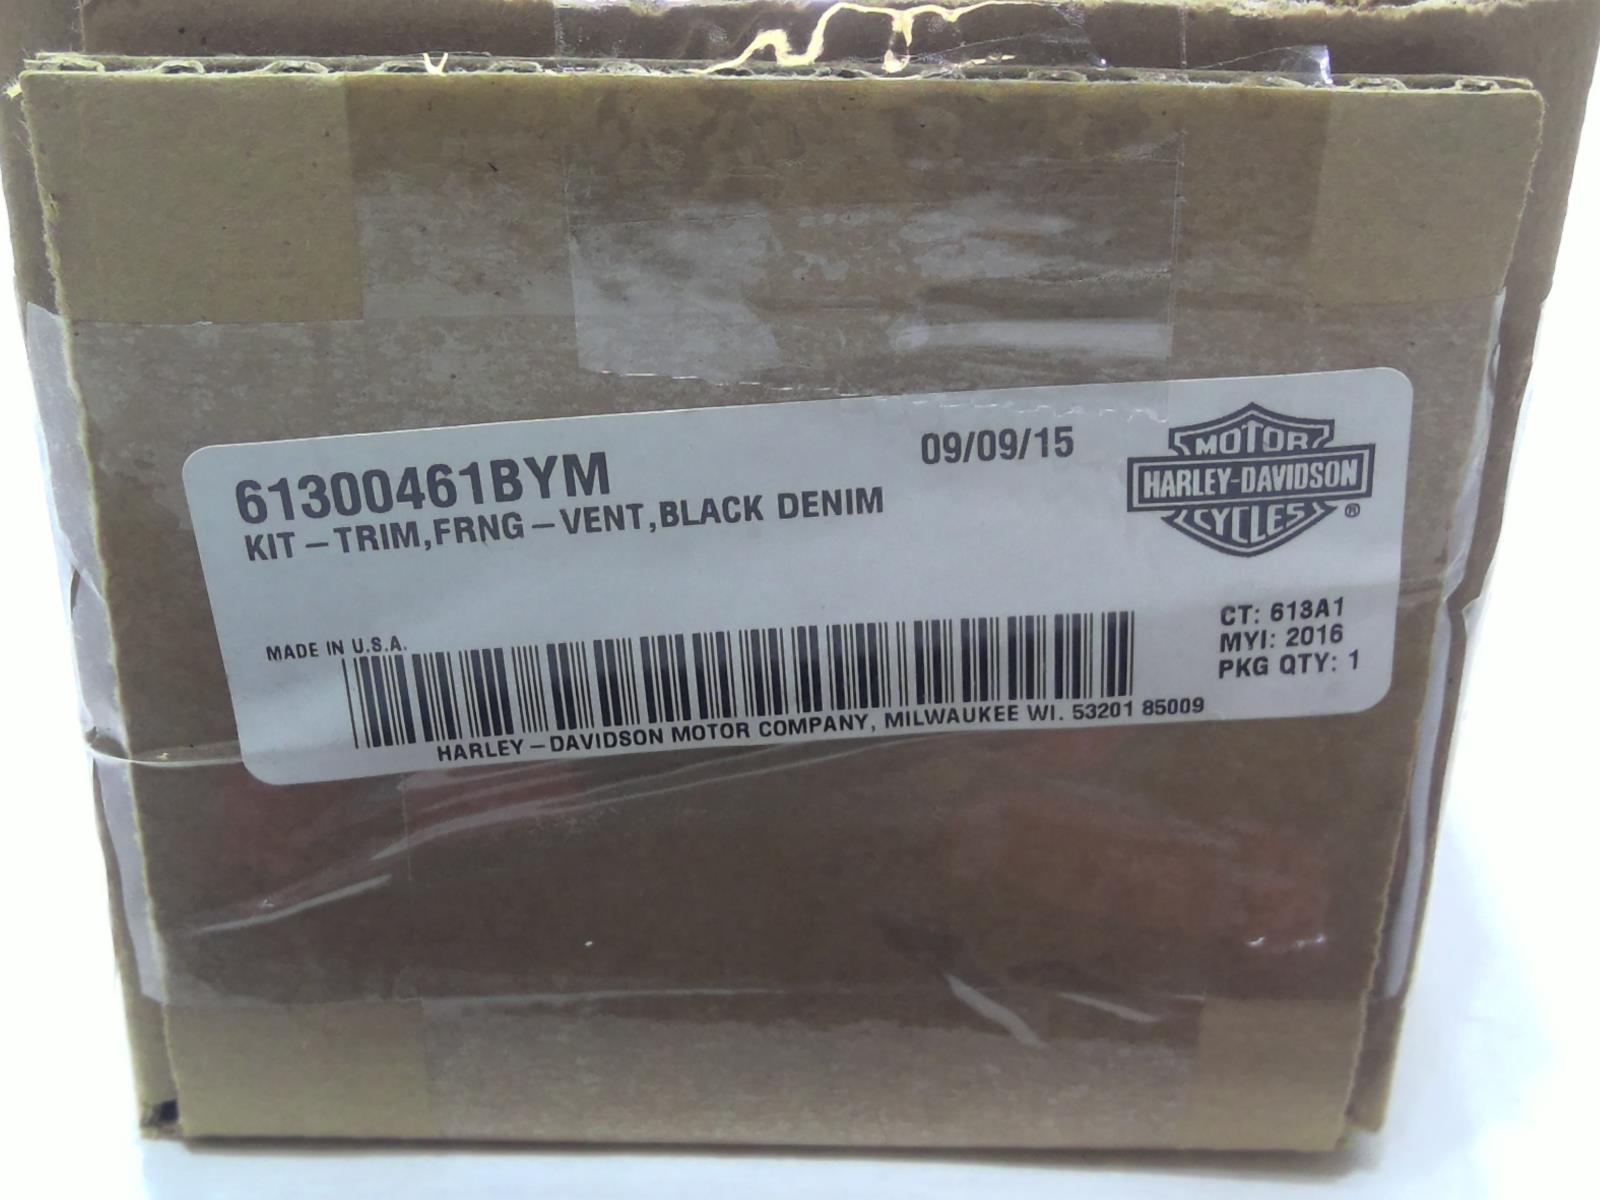 61300461BYM
09/09/15
KIT-TRIM,FRNG-VENT,BLACK DENIM
MOTOR
HARLEY-DAVIDSON
CYCLES
®
MADE IN U.S.A.
CT: 613A1
MYI: 2016
PKG QTY: 1
HARLEY-DAVIDSON MOTOR COMPANY, MILWAUKEE WI. 53201 85009